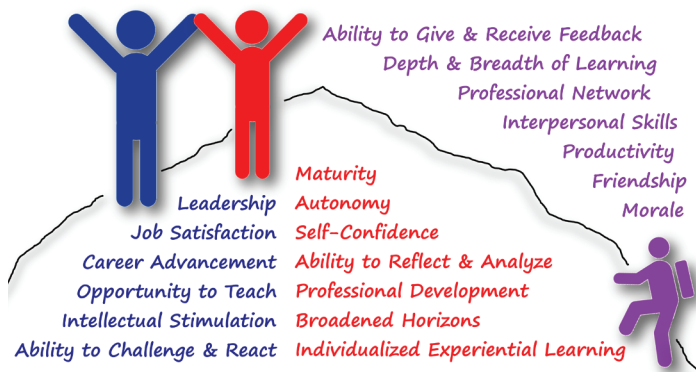 Ability to Give & Receive Feedback
Depth & Breadth of Learning
Professional Network
Interpersonal Skills
Productivity
Friendship
Morale
Leadership
Job Satisfaction
Career Advancement
Opportunity to Teach
Intellectual Stimulation
Ability to Challenge & React
Maturity
Autonomy
Self-Confidence
Ability to Reflect & Analyze
Professional Development
Broadened Horizons
Individualized Experiential Learning